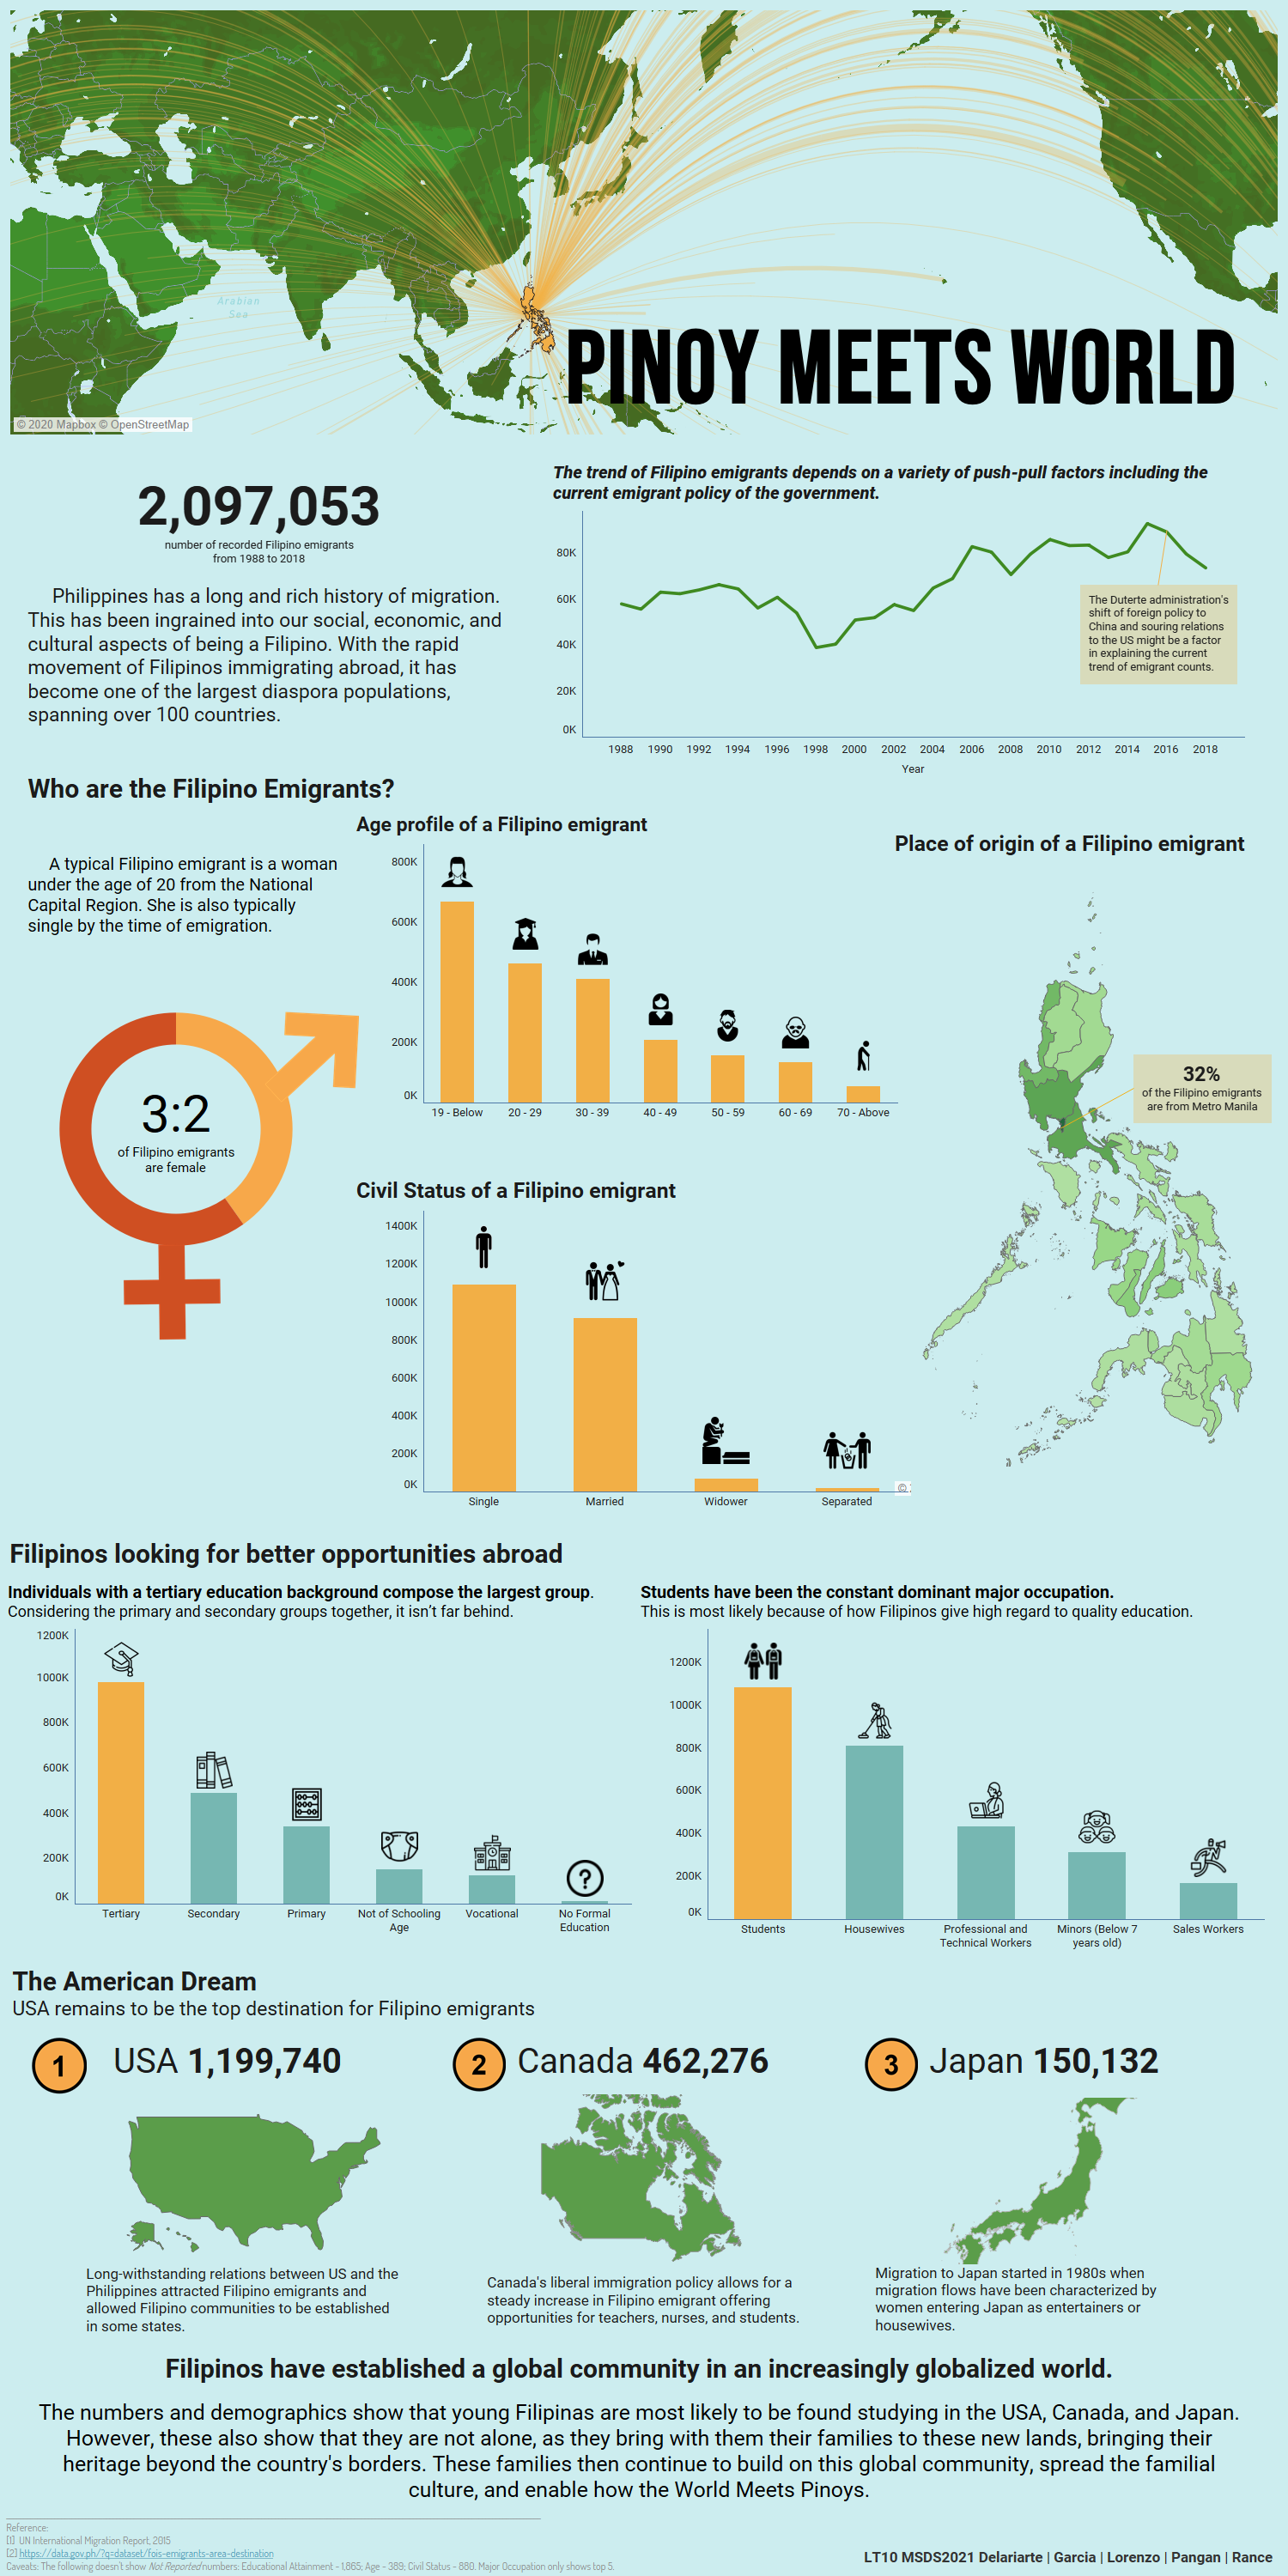 Arabian
Sea
PINOY MEETS WORLD
© 2020 Mapbox © OpenStreetMap
2,097,053
number of recorded Filipino emigrants
from 1988 to 2018
Philippines has a long and rich history of migration.
This has been ingrained into our social, economic, and
cultural aspects of being a Filipino. With the rapid
movement of Filipinos immigrating abroad, it has
become one of the largest diaspora populations,
spanning over 100 countries.
The trend of Filipino emigrants depends on a variety of push-pull factors including the
current emigrant policy of the government.
80K
60K
40K
20K
0K
The Duterte administration's
shift of foreign policy to
China and souring relations
to the US might be a factor
in explaining the current
trend of emigrant counts.
1988 1990 1992 1994 1996 1998 2000 2002 2004 2006 2008 2010 2012 2014 2016 2018
Year
Who are the Filipino Emigrants?
A typical Filipino emigrant is a woman
under the age of 20 from the National
Capital Region. She is also typically
single by the time of emigration.
3:2
of Filipino emigrants
are female
Age profile of a Filipino emigrant
800K
600K
400K
200K
0K
19 - Below 20 - 29 30 - 39 40 - 49 50 - 59 60 - 69 70 - Above
Place of origin of a Filipino emigrant
32%
of the Filipino emigrants
are from Metro Manila
Civil Status of a Filipino emigrant
1400K
1200K
1000K
800K
600K
400K
200K
0K
Single Married Widower Separated
©
Filipinos looking for better opportunities abroad
Individuals with a tertiary education background compose the largest group.
Considering the primary and secondary groups together, it isn't far behind.
1200K
1000K
800K
600K
400K
200K
0K
?
Tertiary Secondary Primary Not of Schooling Vocational No Formal
Age Education
Students have been the constant dominant major occupation.
This is most likely because of how Filipinos give high regard to quality education.
1200K
1000K
800K
600K
400K
200K
0K
Students Housewives Professional and Minors (Below 7 Sales Workers
Technical Workers years old)
The American Dream
USA remains to be the top destination for Filipino emigrants
1 USA 1,199,740
Long-withstanding relations between US and the
Philippines attracted Filipino emigrants and
allowed Filipino communities to be established
in some states.
2 Canada 462,276
Canada's liberal immigration policy allows for a
steady increase in Filipino emigrant offering
opportunities for teachers, nurses, and students.
3 Japan 150,132
Migration to Japan started in 1980s when
migration flows have been characterized by
women entering Japan as entertainers or
housewives.
Filipinos have established a global community in an increasingly globalized world.
The numbers and demographics show that young Filipinas are most likely to be found studying in the USA, Canada, and Japan.
However, these also show that they are not alone, as they bring with them their families to these new lands, bringing their
heritage beyond the country's borders. These families then continue to build on this global community, spread the familial
culture, and enable how the World Meets Pinoys.
Reference:
[1] UN International Migration Report, 2015
[2] https://data.gov.ph/?q=dataset/fois-emigrants-area-destination
Caveats: The following doesn't show Not Reported numbers: Educational Attainment - 1,865; Age - 389; Civil Status - 880. Major Occupation only shows top 5.
LT10 MSDS2021 Delariarte | Garcia | Lorenzo | Pangan | Rance